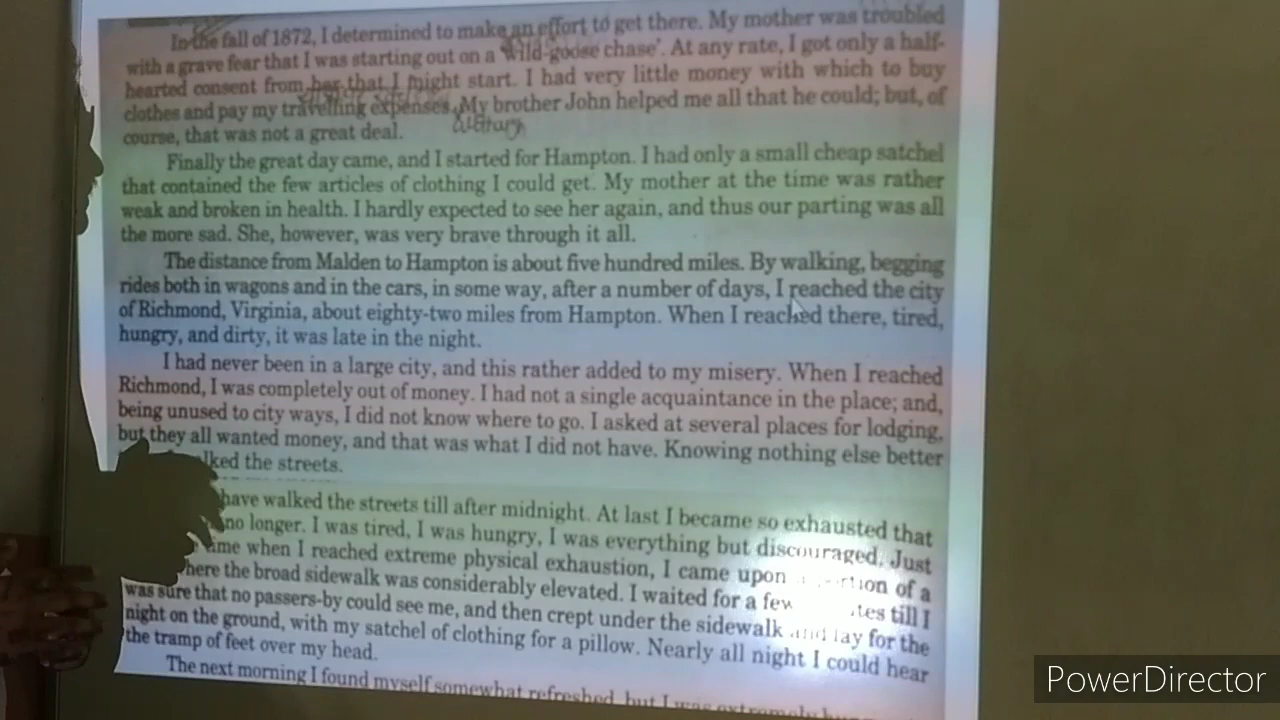 In the fall of 1872, I determined to make an effort to get there. My mother was troubled
with a grave fear that I was starting out on a 'wild-goose chase'. At any rate, I got only a half-
hearted consent from her that I might start. I had very little money with which to buy
clothes and pay my travelling expenses. My brother John helped me all that he could; but, of
course, that was not a great deal.
Finally the great day came, and I started for Hampton. I had only a small cheap satchel
that contained the few articles of clothing I could get. My mother at the time was rather
weak and broken in health. I hardly expected to see her again, and thus our parting was all
the more sad. She, however, was very brave through it all.
The distance from Malden to Hampton is about five hundred miles. By walking, begging
rides both in wagons and in the cars, in some way, after a number of days, I reached the city
of Richmond, Virginia, about eighty-two miles from Hampton. When I reached there, tired,
hungry, and dirty, it was late in the night.
I had never been in a large city, and this rather added to my misery. When I reached
Richmond, I was completely out of money. I had not a single acquaintance in the place; and,
being unused to city ways, I did not know where to go. I asked at several places for lodging,
but they all wanted money, and that was what I did not have. Knowing nothing else better
the streets.
have walked the streets till after midnight. At last I became so exhausted that
no longer. I was tired, I was hungry, I was everything but discouraged. Just
when I reached extreme physical exhaustion, I came upon of a
here the broad sidewalk was considerably elevated. I waited for a few till I
was sure that no passers-by could see me, and then crept under the sidewalk and lay for the
night on the ground, with my satchel of clothing for a pillow. Nearly all night I could hear
the tramp of feet over my head.
The next morning I found myself somewhat refreshed, but I was extremely
PowerDirector